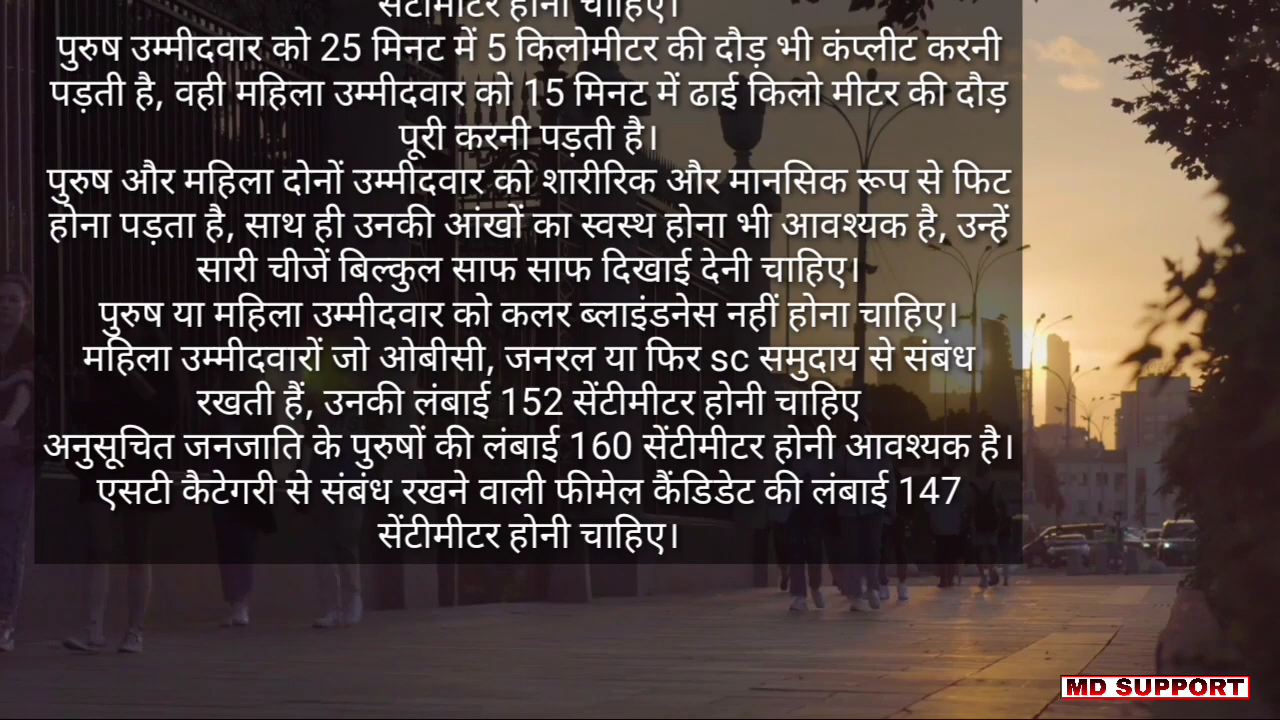 सेंटीमीटर होनी चाहिए।
पुरुष उम्मीदवार को 25 मिनट में 5 किलोमीटर की दौड़ भी कंप्लीट करनी
पड़ती है, वही महिला उम्मीदवार को 15 मिनट में ढाई किलो मीटर की दौड़
पूरी करनी पड़ती है।
पुरुष और महिला दोनों उम्मीदवार को शारीरिक और मानसिक रूप से फिट
होना पड़ता है, साथ ही उनकी आंखों का स्वस्थ होना भी आवश्यक है, उन्हें
सारी चीजें बिल्कुल साफ साफ दिखाई देनी चाहिए।
पुरुष या महिला उम्मीदवार को कलर ब्लाइंडनेस नहीं होना चाहिए।
महिला उम्मीदवारों जो ओबीसी, जनरल या फिर sc समुदाय से संबंध
रखती हैं, उनकी लंबाई 152 सेंटीमीटर होनी चाहिए
अनुसूचित जनजाति के पुरुषों की लंबाई 160 सेंटीमीटर होनी आवश्यक है।
एसटी कैटेगरी से संबंध रखने वाली फीमेल कैंडिडेट की लंबाई 147
सेंटीमीटर होनी चाहिए।
MD SUPPORT